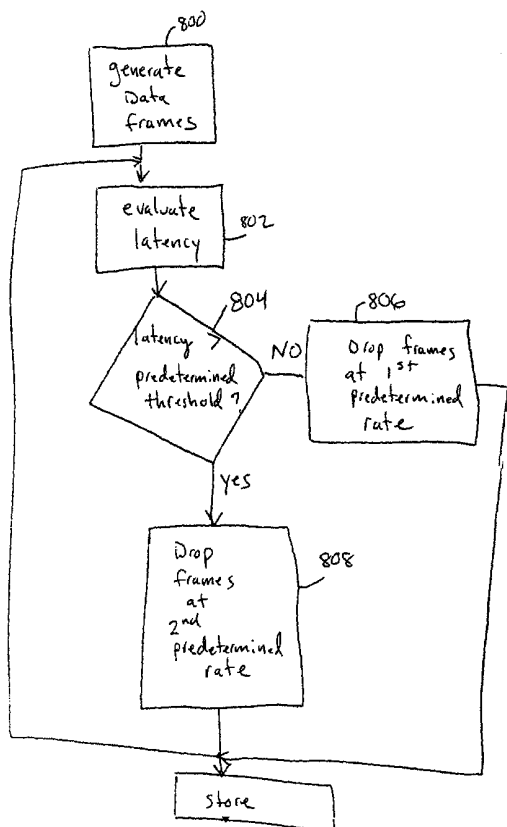 800
generate
Data
frames
evaluate
latency
802
804
latency >
predetermined
threshold?
NO
806
Drop frames
at 1st
predetermined
rate
yes
Drop
frames
at
2nd
predetermined
rate
808
store